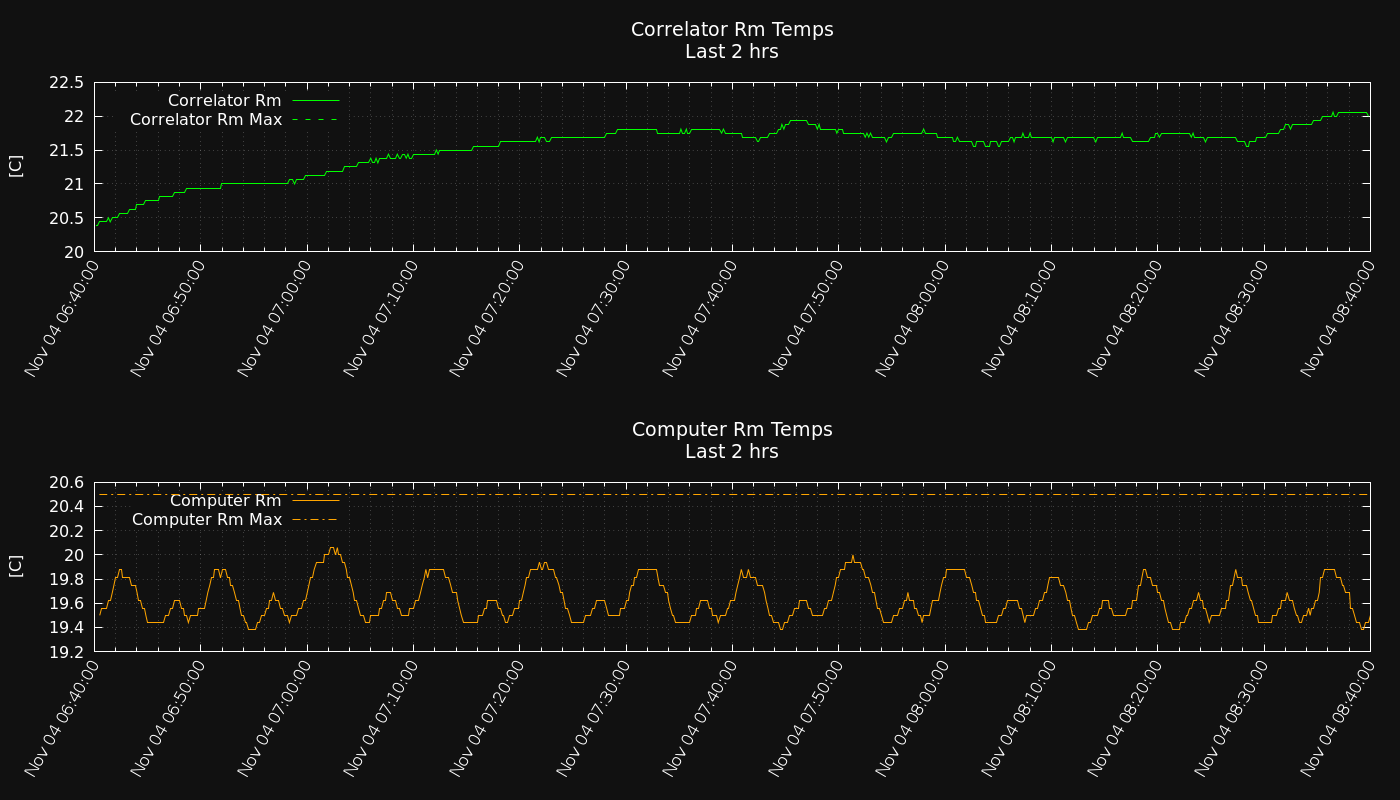 Correlator Rm Temps
Last 2 hrs
22.5
22
21.5
21
20.5
20
[C]
Correlator Rm
Correlator Rm Max
Nov 04 06:40:00
Nov 04 06:50:00
Nov 04 07:00:00
Nov 04 07:10:00
Nov 04 07:20:00
Nov 04 07:30:00
Nov 04 07:40:00
Nov 04 07:50:00
Nov 04 08:00:00
Nov 04 08:10:00
Nov 04 08:20:00
Nov 04 08:30:00
Nov 04 08:40:00
Computer Rm Temps
Last 2 hrs
20.6
20.4
20.2
20
19.8
19.6
19.4
19.2
[C]
Computer Rm
Computer Rm Max
Nov 04 06:40:00
Nov 04 06:50:00
Nov 04 07:00:00
Nov 04 07:10:00
Nov 04 07:20:00
Nov 04 07:30:00
Nov 04 07:40:00
Nov 04 07:50:00
Nov 04 08:00:00
Nov 04 08:10:00
Nov 04 08:20:00
Nov 04 08:30:00
Nov 04 08:40:00